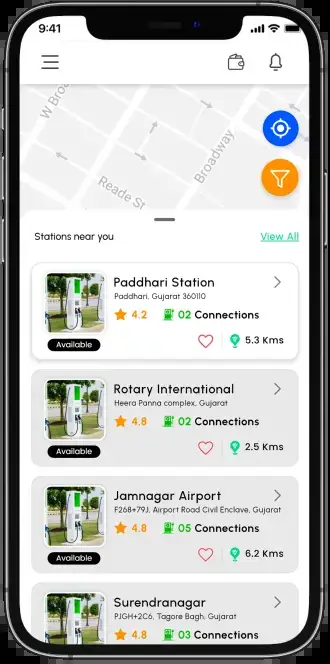 9:41
W Bro
Broadway
Reade St
Stations near you
View All
Paddhari Station
Paddhari, Gujarat 360110
4.2
02 Connections
Available
5.3 Kms
Rotary International
Heera Panna complex, Gujarat
4.8
02 Connections
Available
2.5 Kms
Jamnagar Airport
F268+79J, Airport Road Civil Enclave, Gujarat
4.8
05 Connections
Available
6.2 Kms
Surendranagar
PJGH+2C6, Tagore Bagh, Gujarat
4.8
03 Connections